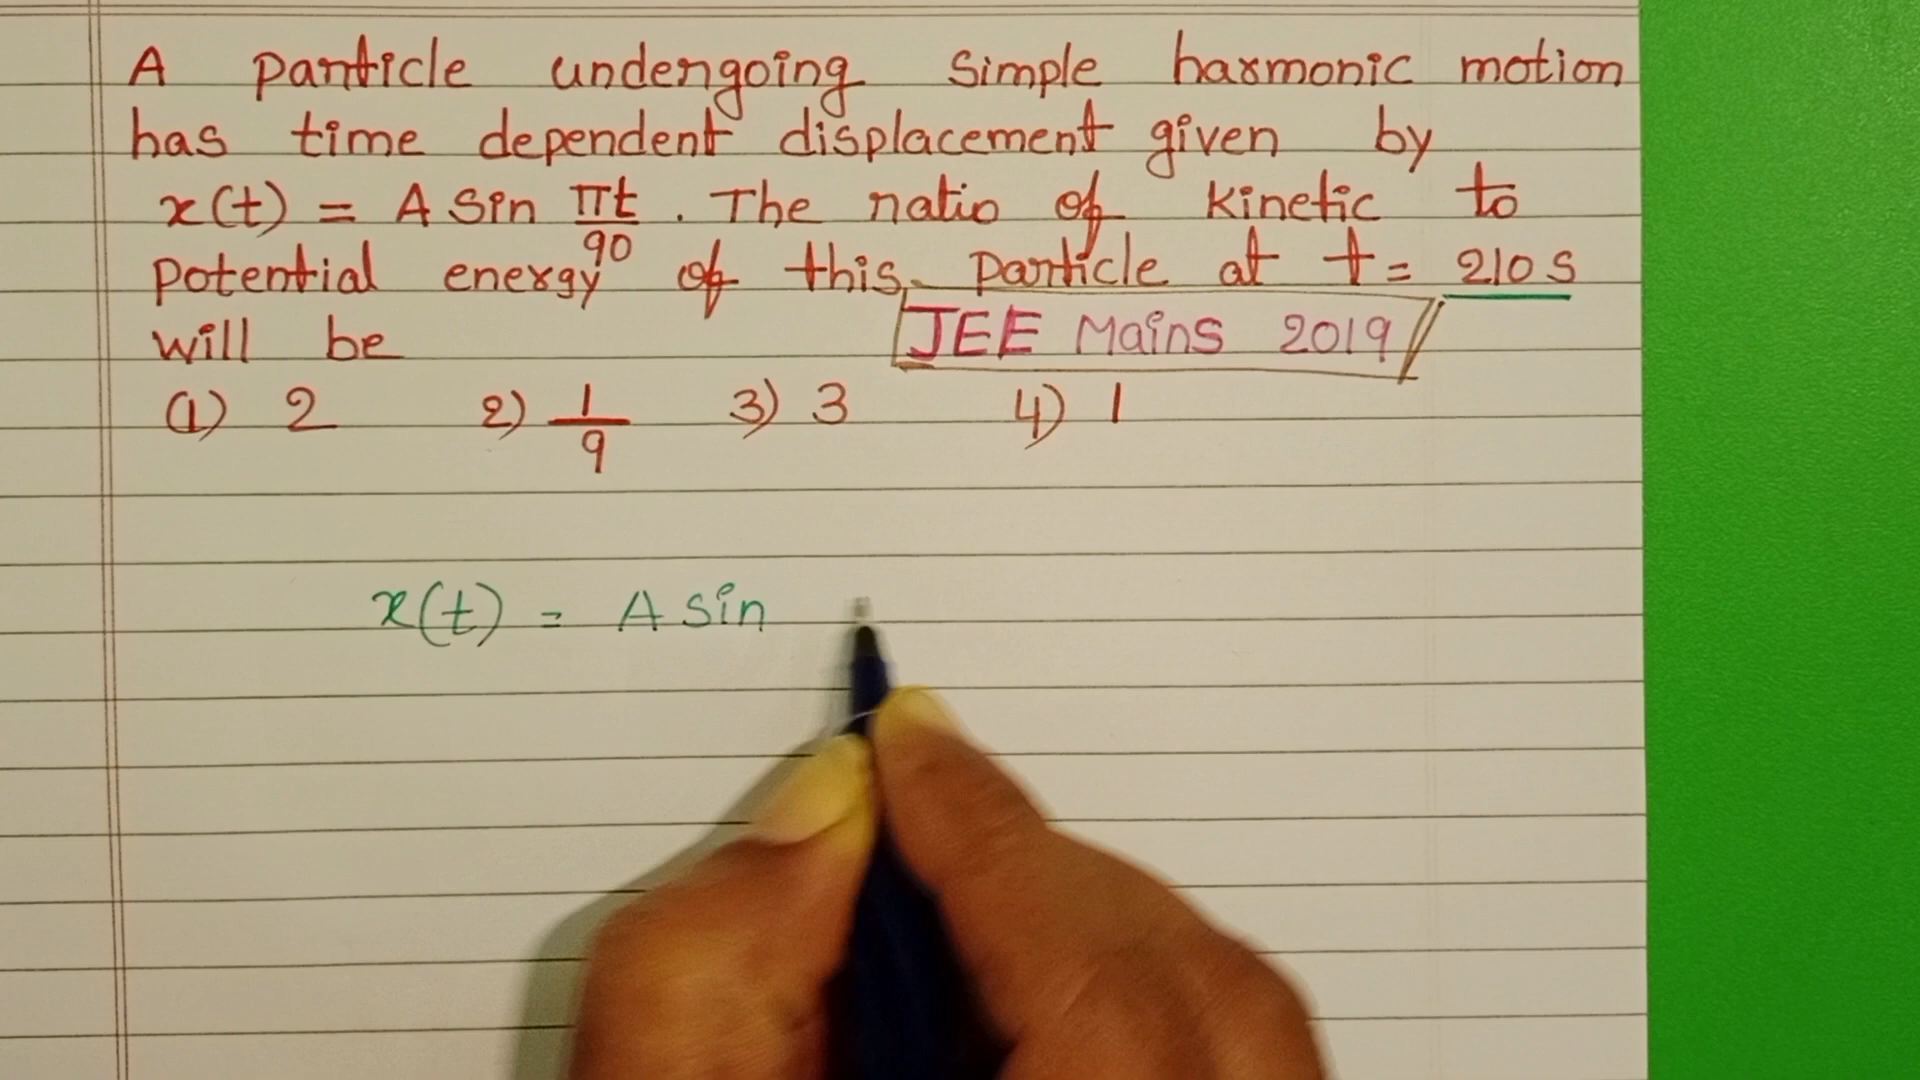 A particle undergoing simple harmonic motion
has time dependent displacement given by
x(t) = A sin πt/90 . The ratio of kinetic to
potential energy of this particle at t = 210 s
will be
JEE Mains 2019
(1) 2 2) 1/9 3) 3 4) 1
x(t) = A sin